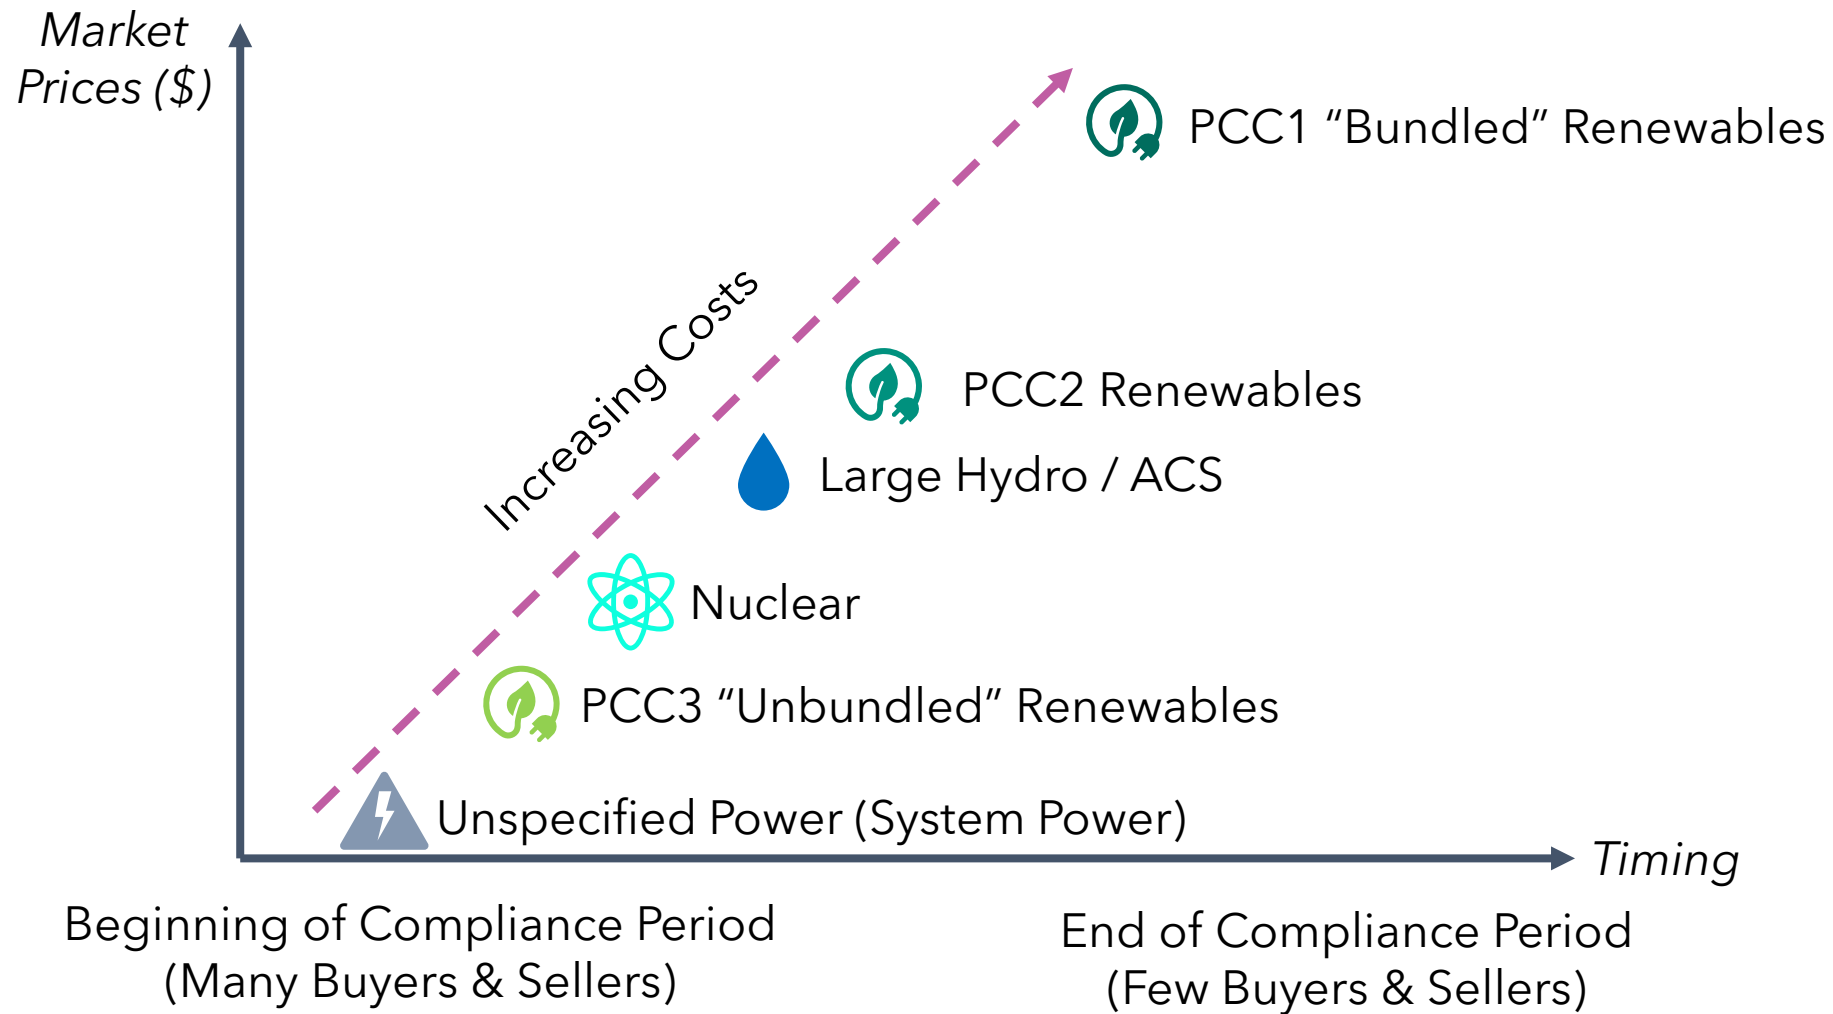 Market
Prices ($)
PCC1 “Bundled” Renewables
Increasing Costs
PCC2 Renewables
Large Hydro / ACS
Nuclear
PCC3 “Unbundled” Renewables
Unspecified Power (System Power)
Timing
Beginning of Compliance Period
(Many Buyers & Sellers)
End of Compliance Period
(Few Buyers & Sellers)